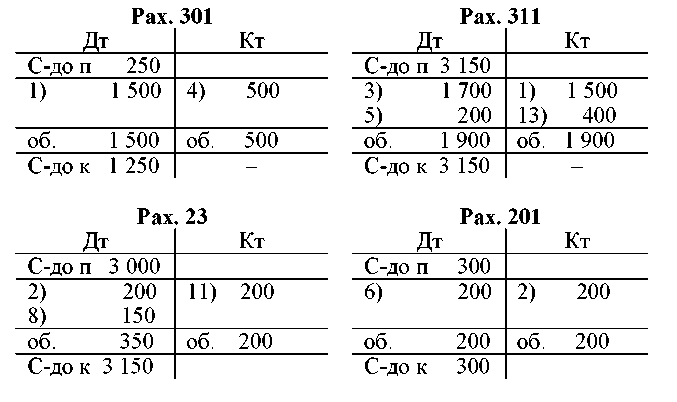 Рах. 301
Дт Кт
С-до п 250
1) 1 500 4) 500
об. 1 500 об. 500
С-до к 1 250 –
Рах. 311
Дт Кт
С-до п 3 150
3) 1 700 1) 1 500
5) 200 13) 400
об. 1 900 об. 1 900
С-до к 3 150 –
Рах. 23
Дт Кт
С-до п 3 000
2) 200 11) 200
8) 150
об. 350 об. 200
С-до к 3 150
Рах. 201
Дт Кт
С-до п 300
6) 200 2) 200
об. 200 об. 200
С-до к 300